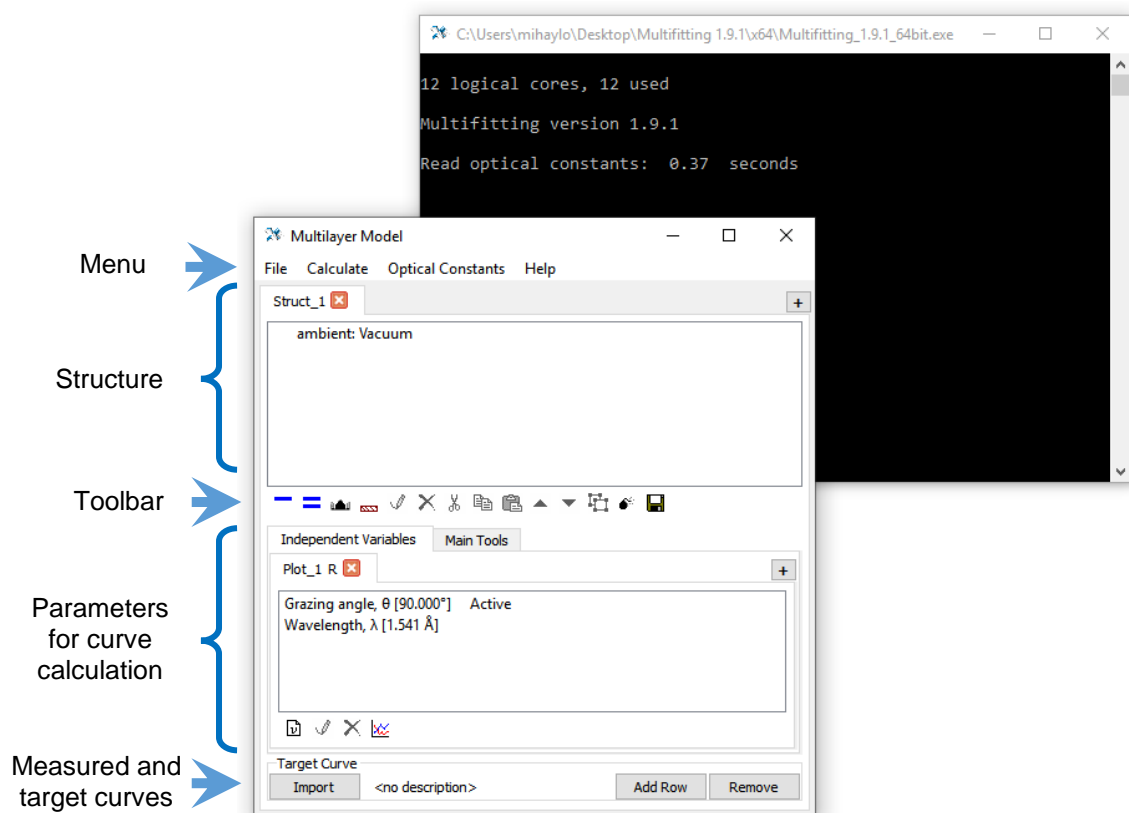 C:\Users\mihaylo\Desktop\Multifitting 1.9.1\x64\Multifitting_1.9.1_64bit.exe
12 logical cores, 12 used
Multifitting version 1.9.1
Read optical constants:  0.37  seconds
Multilayer Model
Menu
File Calculate Optical Constants Help
Struct_1
+
ambient: Vacuum
Structure
Toolbar
Independent Variables Main Tools
Plot_1 R
+
Parameters
for curve
calculation
Grazing angle, θ [90.000°] Active
Wavelength, λ [1.541 Å]
Measured and
target curves
Target Curve
Import <no description> Add Row Remove